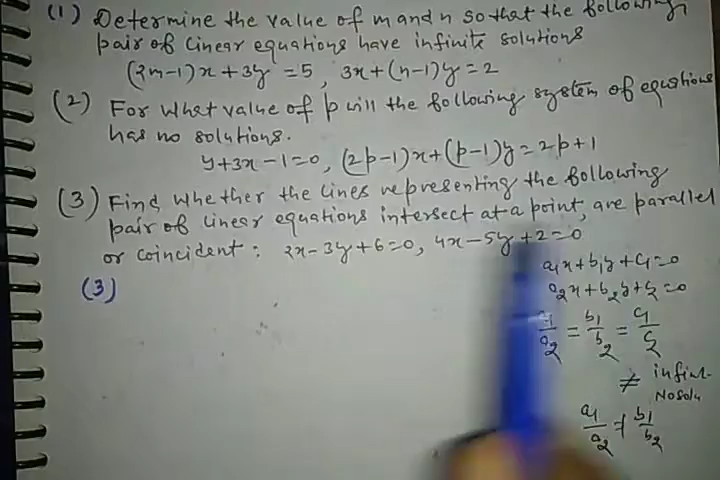 (1) Determine the value of m and n so that the following
pair of linear equations have infinite solutions
(2m-1)x + 3y = 5 , 3x + (n-1)y = 2
(2) For what value of p will the following system of equations
has no solutions.
y+3x-1=0, (2p-1)x+(p-1)y=2p+1
(3) Find whether the lines representing the following
pair of linear equations intersect at a point, are parallel
or coincident : 2x-3y+6=0, 4x-5y+2=0
(3)
a₁x+b₁y+c₁=0
a₂x+b₂y+c₂=0
a₁/a₂ = b₁/b₂ = c₁/c₂
≠ infini-
No soln
a₁/a₂ ≠ b₁/b₂